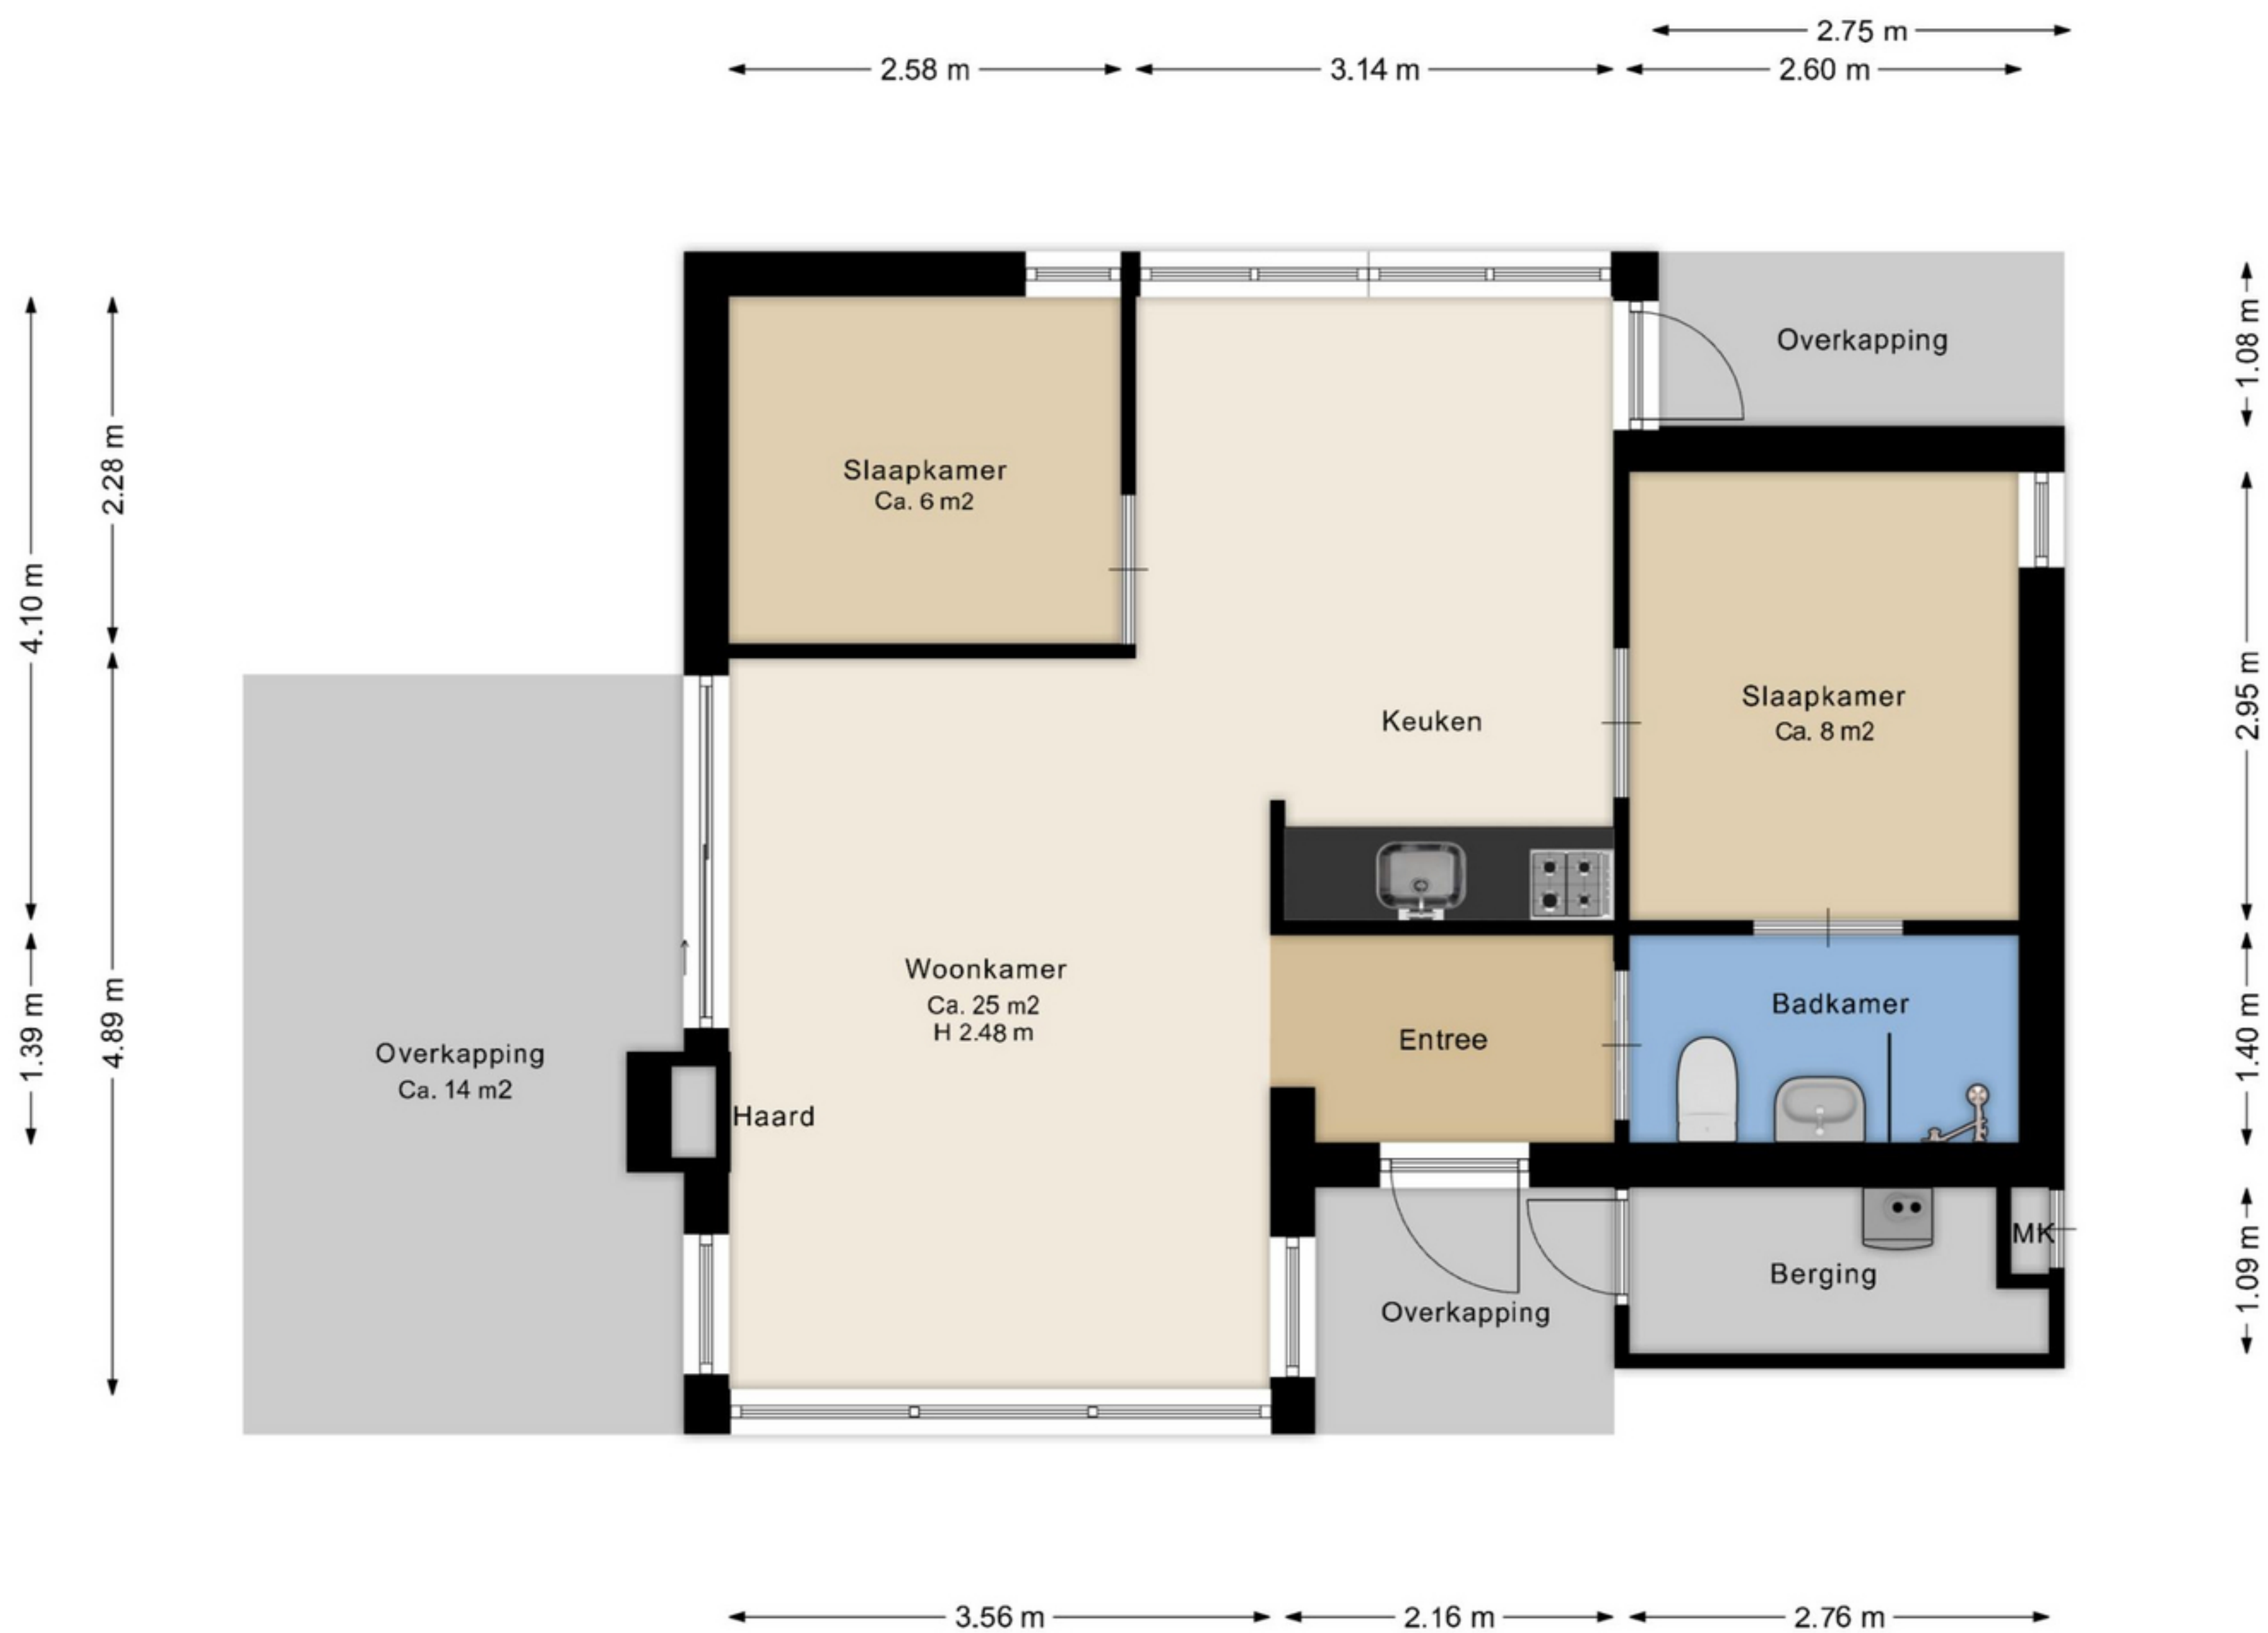 2.75 m
2.58 m
3.14 m
2.60 m
Overkapping
1.08 m
Slaapkamer
Ca. 6 m2
2.28 m
4.10 m
Keuken
Slaapkamer
Ca. 8 m2
2.95 m
Woonkamer
Ca. 25 m2
H 2.48 m
Entree
Badkamer
Overkapping
Ca. 14 m2
1.39 m
4.89 m
1.40 m
Haard
MK
Berging
Overkapping
1.09 m
3.56 m
2.16 m
2.76 m